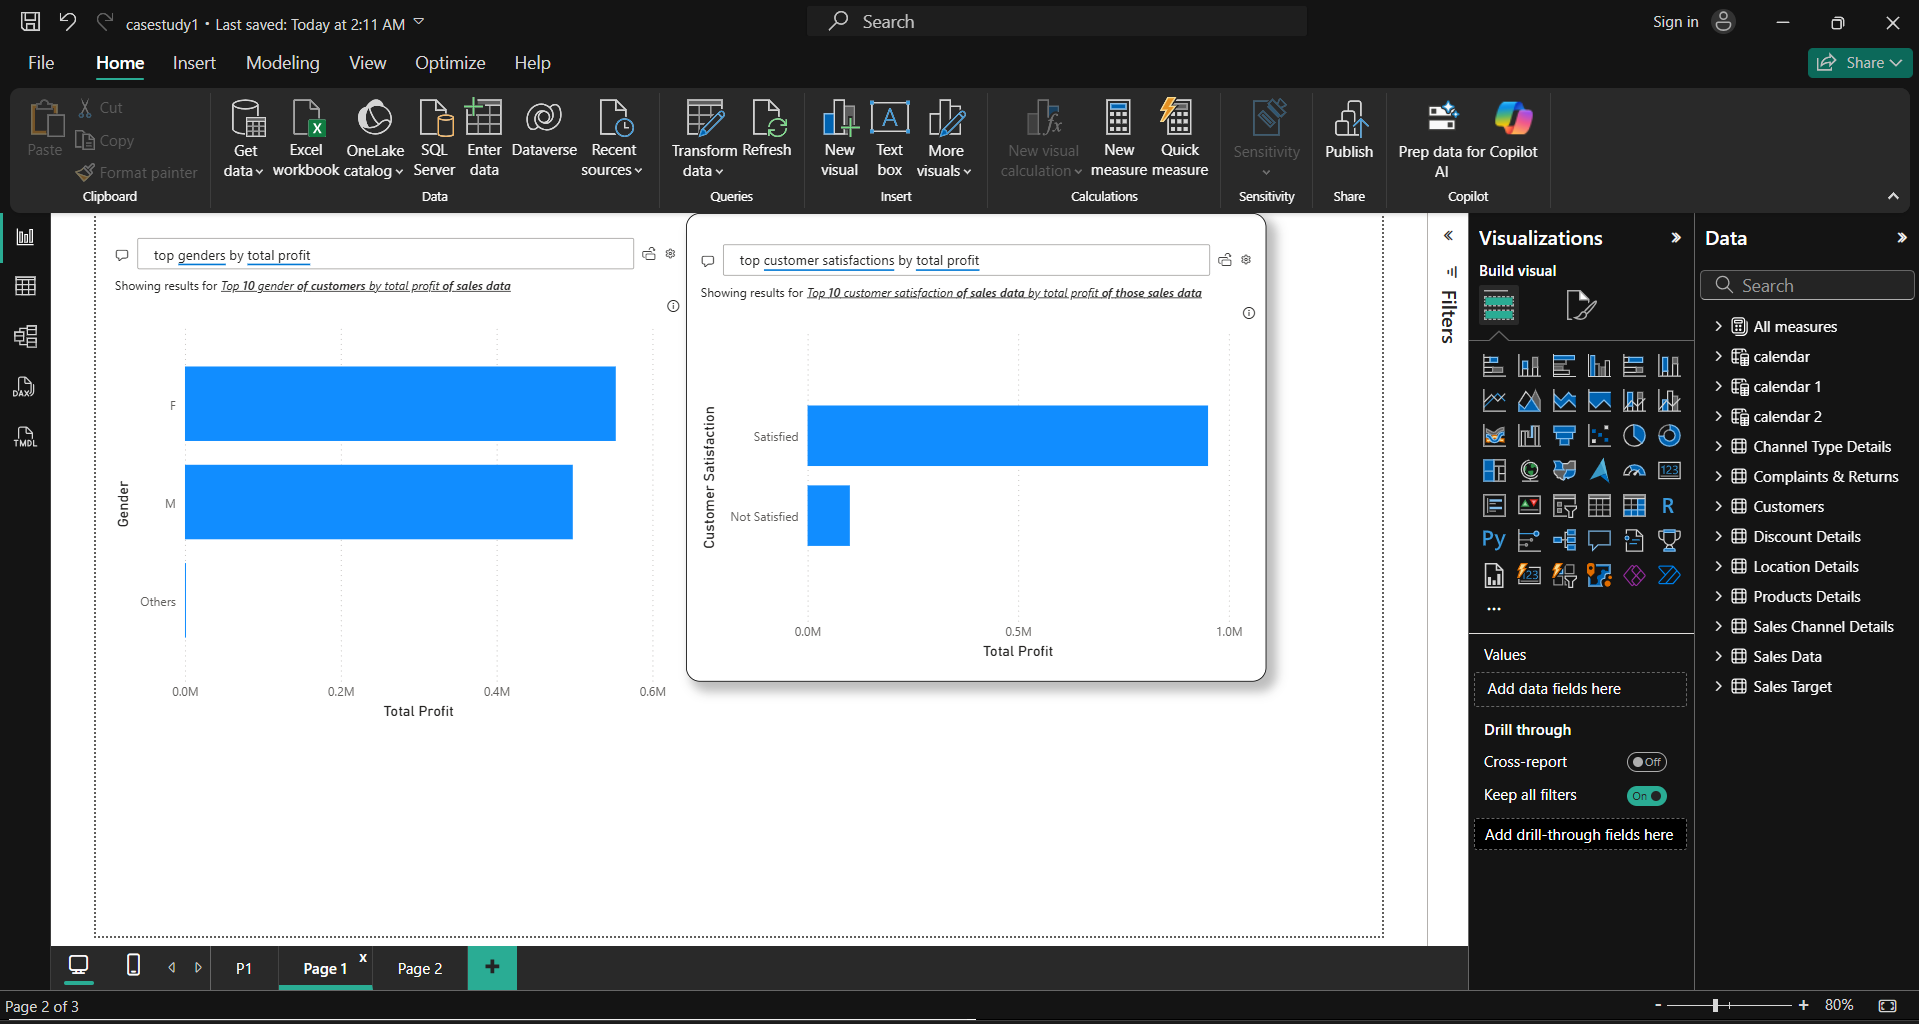 casestudy1 • Last saved: Today at 2:11 AM
Search
Sign in
File Home Insert Modeling View Optimize Help
Share
Paste
Cut
Copy
Format painter
Clipboard
Get data
Excel workbook
OneLake catalog
SQL Server
Enter data
Dataverse
Recent sources
Data
Transform data
Refresh
Queries
New visual
Text box
More visuals
Insert
New visual calculation
New measure
Quick measure
Calculations
Sensitivity
Sensitivity
Publish
Share
Prep data for AI
Copilot
Copilot
DAX
TMDL
top genders by total profit
Showing results for Top 10 gender of customers by total profit of sales data
Gender
F
M
Others
0.0M 0.2M 0.4M 0.6M
Total Profit
top customer satisfactions by total profit
Showing results for Top 10 customer satisfaction of sales data by total profit of those sales data
Customer Satisfaction
Satisfied
Not Satisfied
0.0M 0.5M 1.0M
Total Profit
Filters
Visualizations
Build visual
123
R
Py
123
Values
Add data fields here
Drill through
Cross-report
Off
Keep all filters
On
Add drill-through fields here
Data
Search
All measures
calendar
calendar 1
calendar 2
Channel Type Details
Complaints & Returns
Customers
Discount Details
Location Details
Products Details
Sales Channel Details
Sales Data
Sales Target
P1 Page 1 x Page 2 +
Page 2 of 3
- + 80%